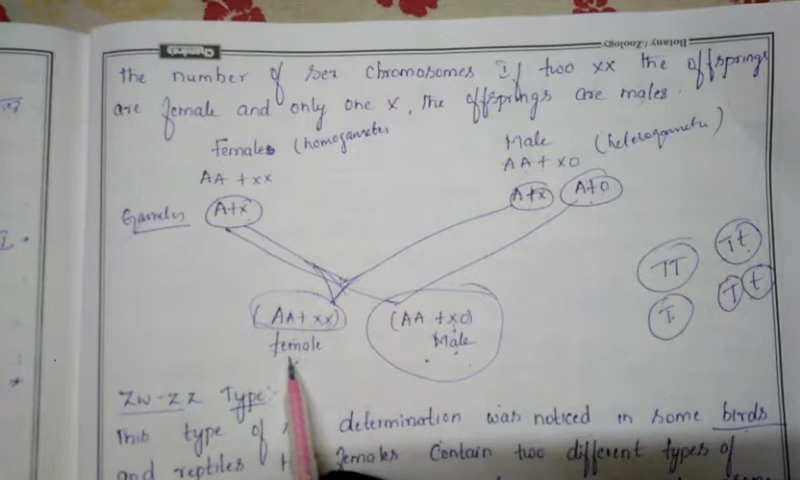 Botany/Zoology
the number of sex chromosomes If two xx the offsprings
are female and only one x, the offsprings are males.
Females (homogametic
Male (heterogametic)
AA + xx
AA + XO
Gametes
A+x
A+x
A+O
TT
Tt
T
T t
(AA + xx)
(AA + xO)
female
Male
ZW-ZZ Type:-
This type of determination was noticed in some birds
and reptiles females Contain two different types of